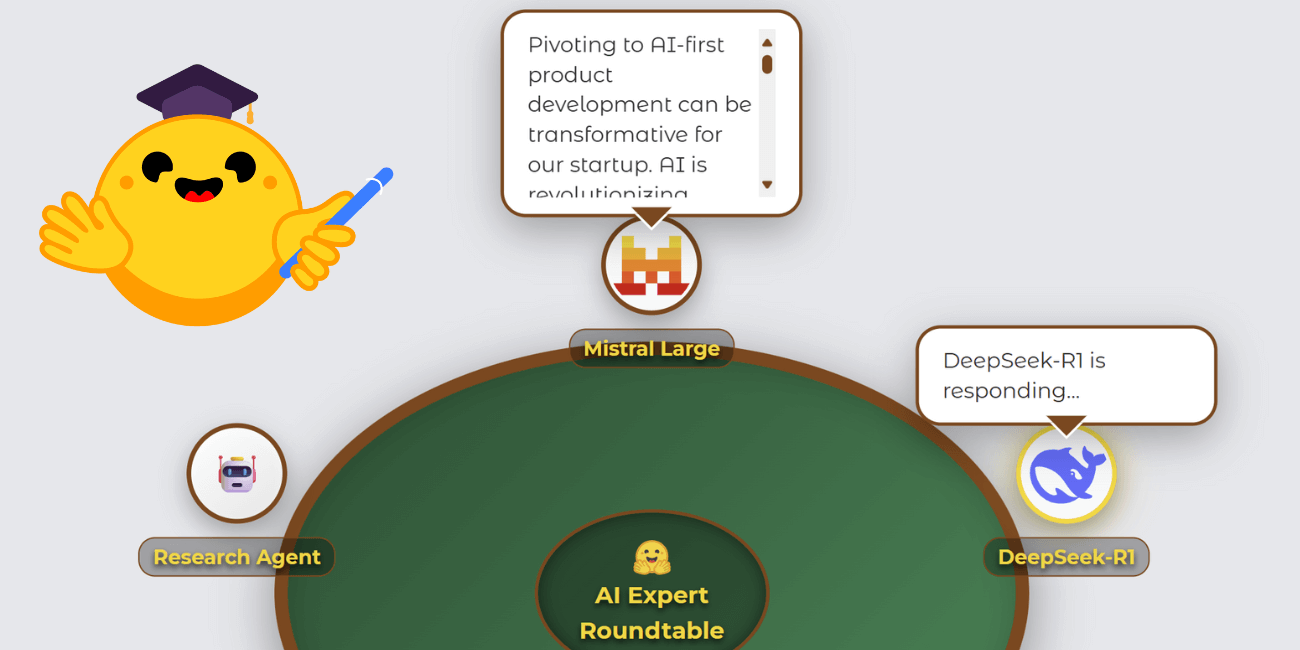 Pivoting to AI-first
product
development can be
transformative for
our startup. AI is
revolutionizing
Mistral Large
DeepSeek-R1 is
responding...
Research Agent
DeepSeek-R1
AI Expert
Roundtable